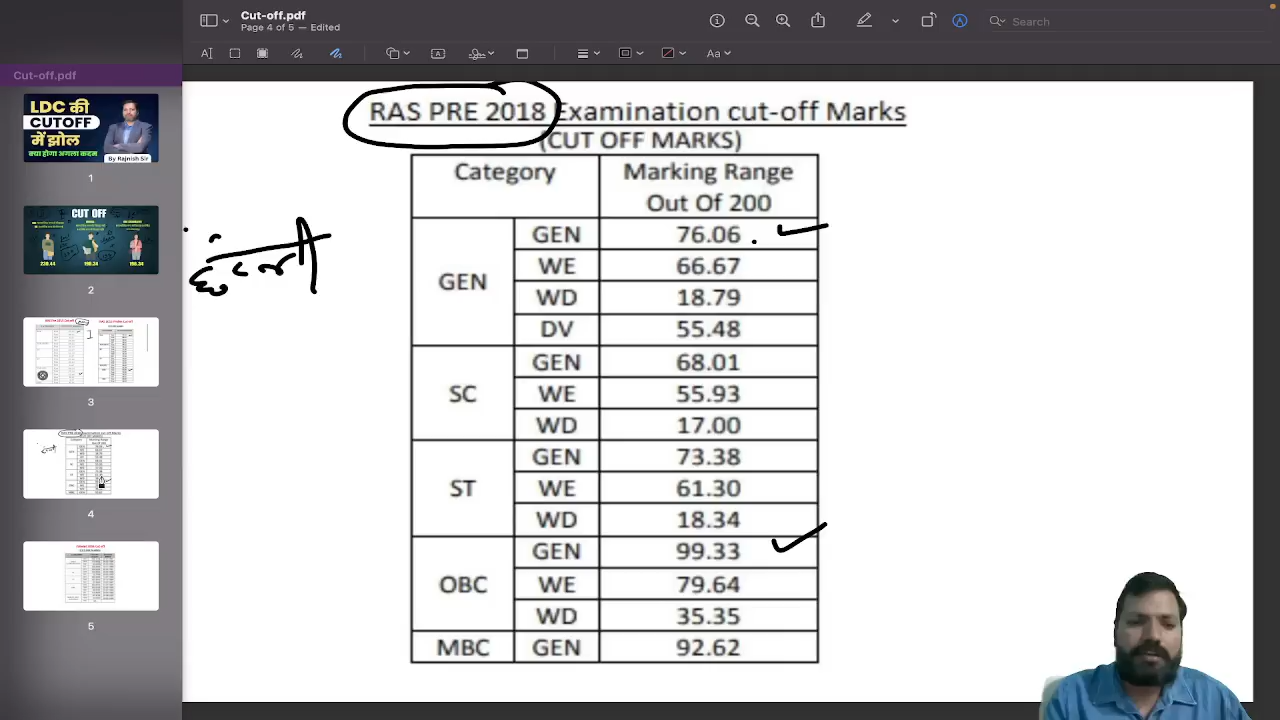 Cut-off.pdf
Page 4 of 5 — Edited
Search
Aa
Cut-off.pdf
LDC की
CUTOFF
में झोल
क्या होगा अगला कदम
By Rajnish Sir
1
CUT OFF
2
3
4
5
RAS PRE 2018 Examination cut-off Marks
(CUT OFF MARKS)
Category Marking Range Out Of 200
GEN GEN 76.06
WE 66.67
WD 18.79
DV 55.48
SC GEN 68.01
WE 55.93
WD 17.00
ST GEN 73.38
WE 61.30
WD 18.34
OBC GEN 99.33
WE 79.64
WD 35.35
MBC GEN 92.62